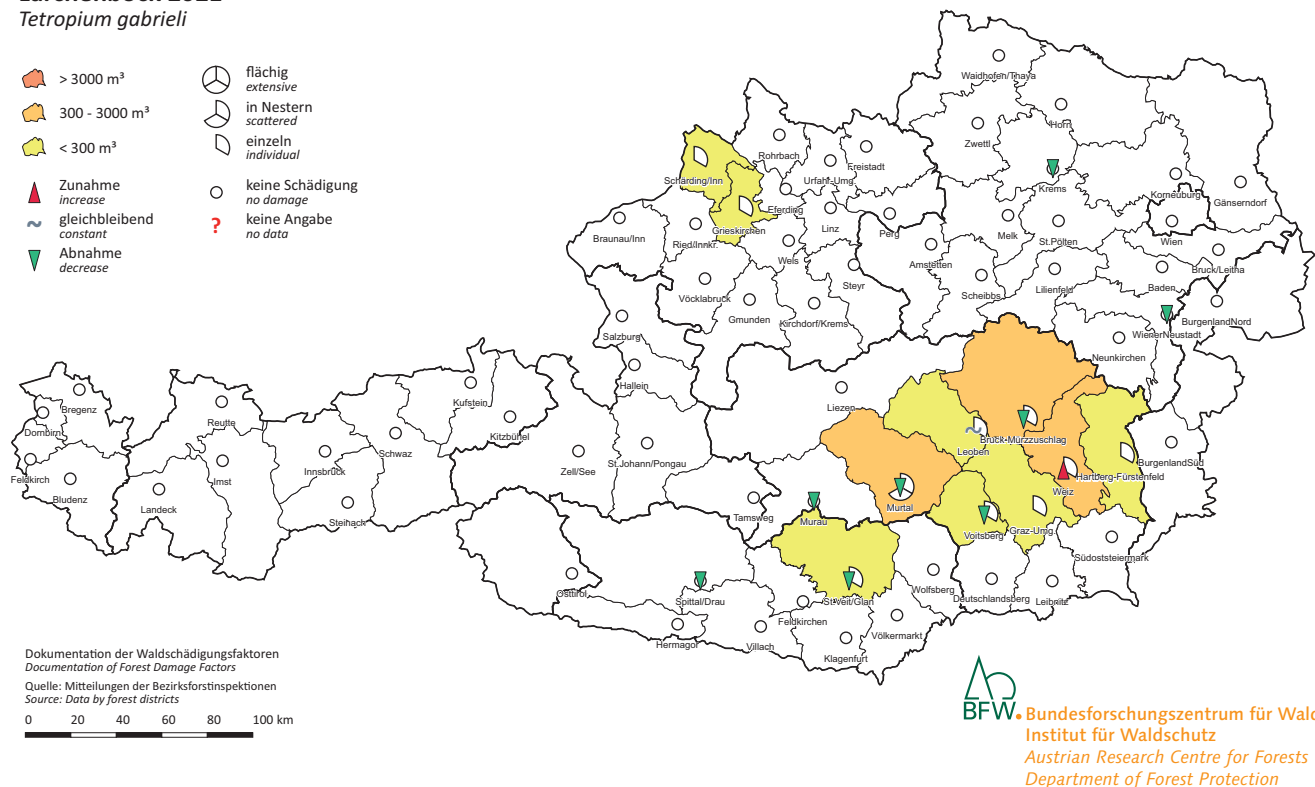 Tetropium gabrieli
> 3000 m³
300 - 3000 m³
< 300 m³
Zunahme
increase
~ gleichbleibend
constant
Abnahme
decrease
flächig
extensive
in Nestern
scattered
einzeln
individual
keine Schädigung
no damage
? keine Angabe
no data
Waidhofen/Thaya
Horn
Zwettl
Krems
Korneuburg
Gänserndorf
Rohrbach
Freistadt
Urfahr-Umg.
Schärding/Inn
Eferding
Grieskirchen
Linz
Perg
Melk
St.Pölten
Wien
Braunau/Inn
Ried/Innkr.
Wels
Amstetten
Bruck/Leitha
Steyr
Scheibbs
Lilienfeld
Baden
Vöcklabruck
Gmunden
Kirchdorf/Krems
BurgenlandNord
WienerNeustadt
Salzburg
Neunkirchen
Hallein
Liezen
Bregenz
Dornbirn
Reutte
Kufstein
Kitzbühel
Bruck-Mürzzuschlag
~
Leoben
Feldkirch
Bludenz
Innsbruck
Schwaz
Imst
Zell/See
St.Johann/Pongau
BurgenlandSüd
Hartberg-Fürstenfeld
Weiz
Landeck
Steinach
Tamsweg
Murau
Murtal
Voitsberg
Graz-Umg.
Südoststeiermark
Osttirol
Spittal/Drau
St.Veit/Glan
Wolfsberg
Deutschlandsberg
Leibnitz
Feldkirchen
Völkermarkt
Hermagor
Villach
Klagenfurt
Dokumentation der Waldschädigungsfaktoren
Documentation of Forest Damage Factors
Quelle: Mitteilungen der Bezirksforstinspektionen
Source: Data by forest districts
0 20 40 60 80 100 km
BFW.
Bundesforschungszentrum für
Institut für Waldschutz
Austrian Research Centre for Forests
Department of Forest Protection